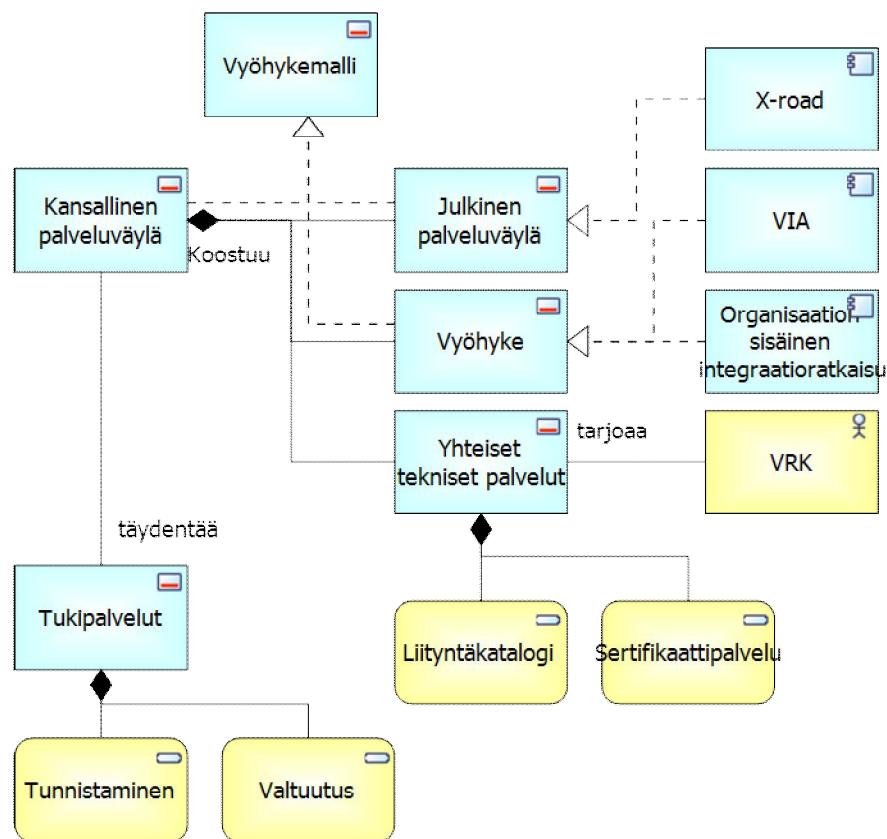 Vyöhykemalli
X-road
Kansallinen
palveluväylä
Koostuu
Julkinen
palveluväylä
VIA
Vyöhyke
Organisaation
sisäinen
integraatioratkaisu
Yhteiset
tekniset palvelut
tarjoaa
VRK
täydentää
Tukipalvelut
Liityntäkatalogi
Sertifikaattipalvelu
Tunnistaminen
Valtuutus